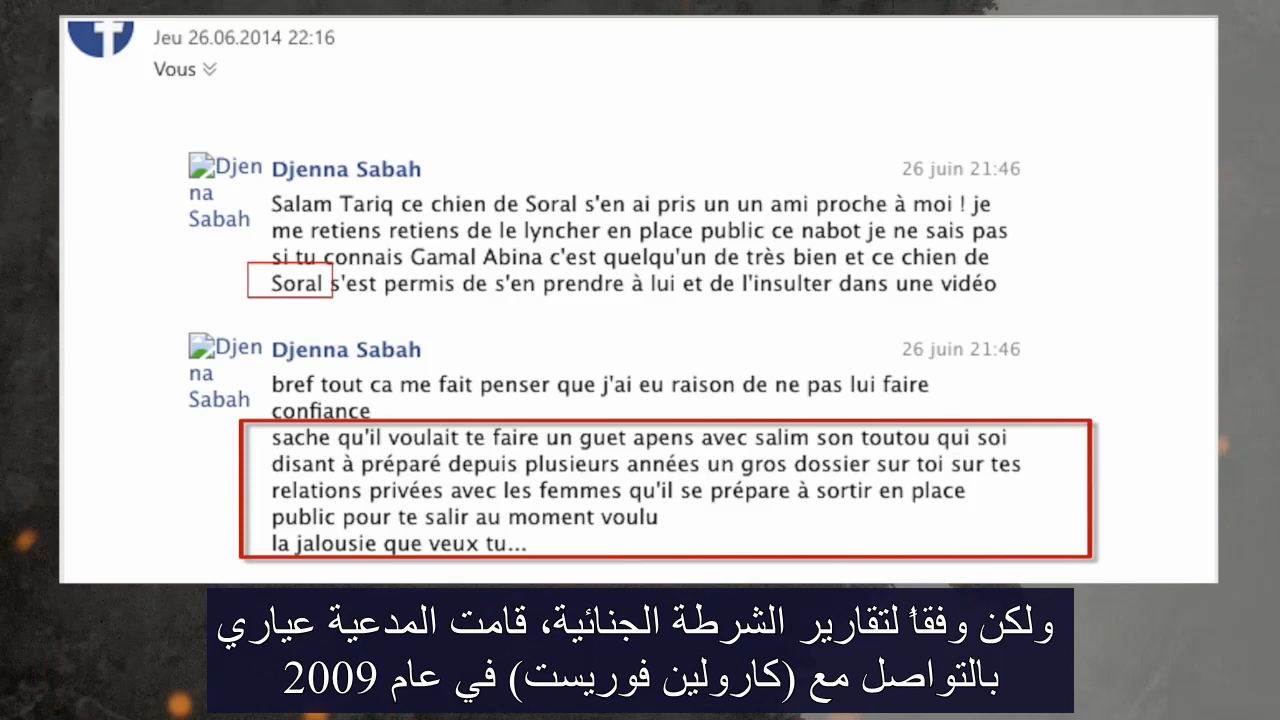 Jeu 26.06.2014 22:16
Vous
Djenna Sabah
Djenna Sabah 26 juin 21:46
Salam Tariq ce chien de Soral s'en ai pris un un ami proche à moi ! je
me retiens retiens de le lyncher en place public ce nabot je ne sais pas
si tu connais Gamal Abina c'est quelqu'un de très bien et ce chien de
Soral s'est permis de s'en prendre à lui et de l'insulter dans une vidéo
Djenna Sabah
Djenna Sabah 26 juin 21:46
bref tout ca me fait penser que j'ai eu raison de ne pas lui faire
confiance
sache qu'il voulait te faire un guet apens avec salim son toutou qui soi
disant à préparé depuis plusieurs années un gros dossier sur toi sur tes
relations privées avec les femmes qu'il se prépare à sortir en place
public pour te salir au moment voulu
la jalousie que veux tu...
ولكن وفقاً لتقارير الشرطة الجنائية، قامت المدعية عياري
بالتواصل مع (كارولين فوريست) في عام 2009